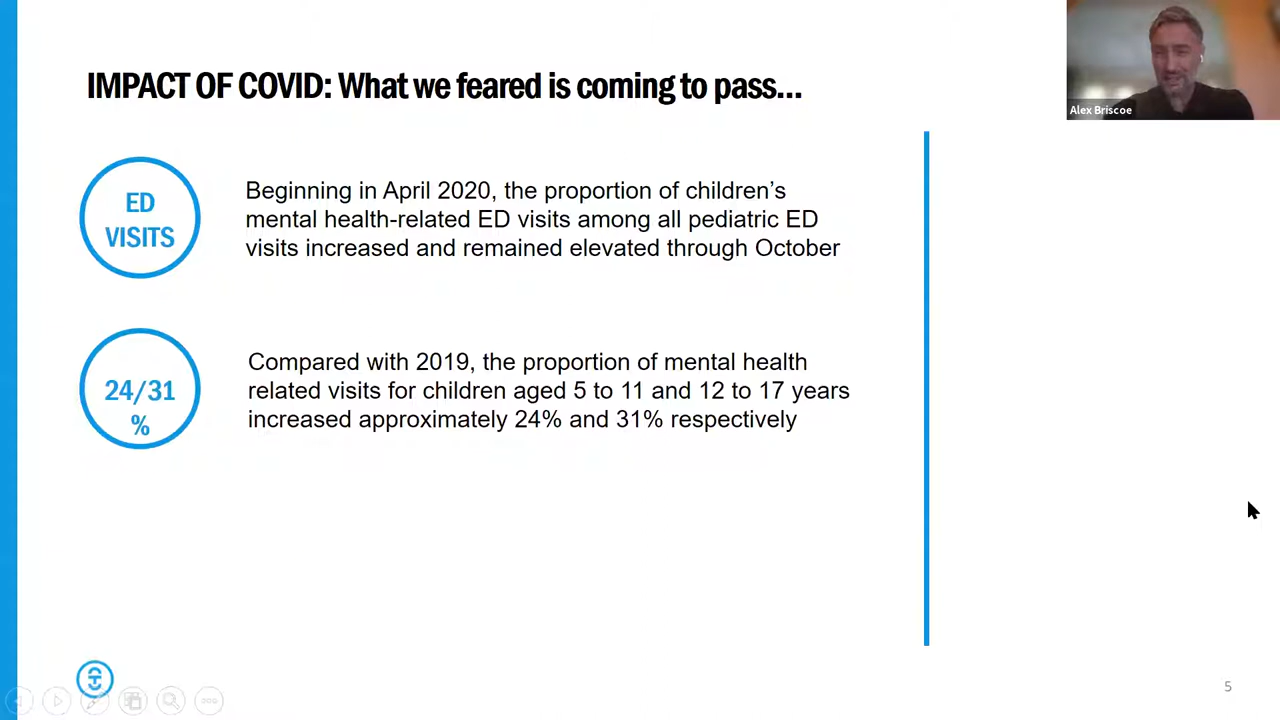 IMPACT OF COVID: What we feared is coming to pass...
Alex Briscoe
ED
VISITS
Beginning in April 2020, the proportion of children’s
mental health-related ED visits among all pediatric ED
visits increased and remained elevated through October
24/31
%
Compared with 2019, the proportion of mental health
related visits for children aged 5 to 11 and 12 to 17 years
increased approximately 24% and 31% respectively
5